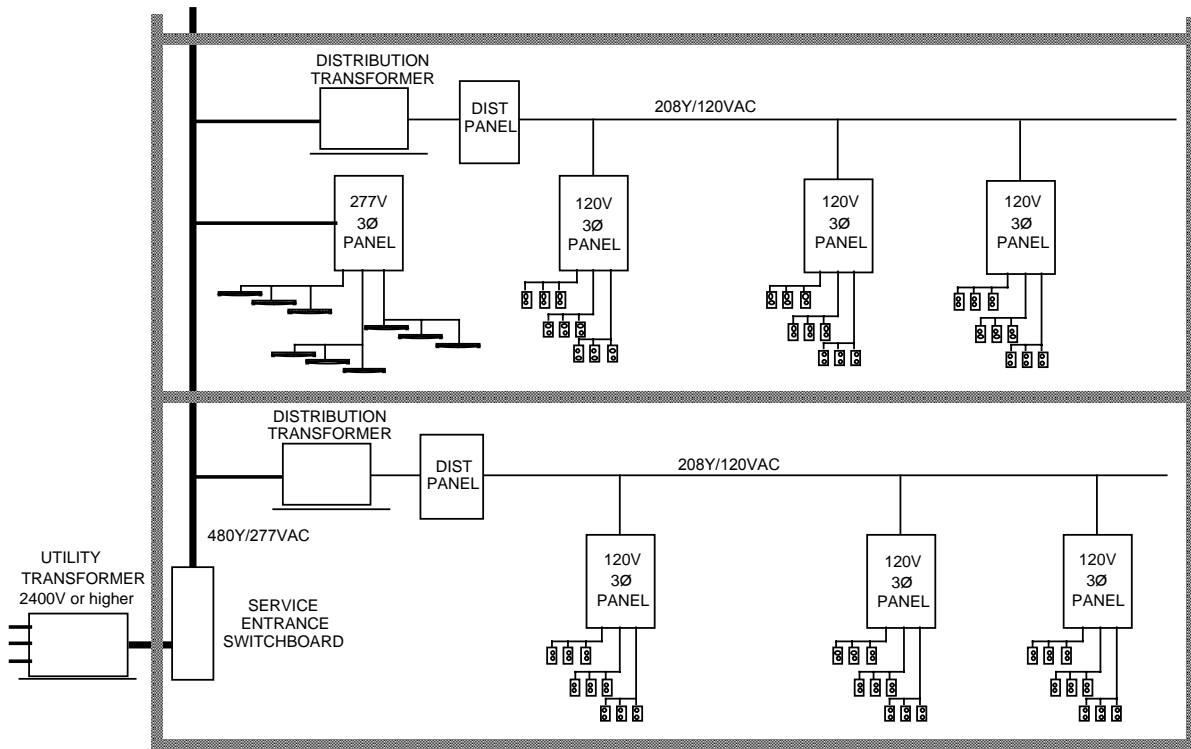 DISTRIBUTION
TRANSFORMER
DIST
PANEL
208Y/120VAC
277V
3Ø
PANEL
120V
3Ø
PANEL
120V
3Ø
PANEL
120V
3Ø
PANEL
DISTRIBUTION
TRANSFORMER
DIST
PANEL
208Y/120VAC
480Y/277VAC
UTILITY
TRANSFORMER
2400V or higher
SERVICE
ENTRANCE
SWITCHBOARD
120V
3Ø
PANEL
120V
3Ø
PANEL
120V
3Ø
PANEL